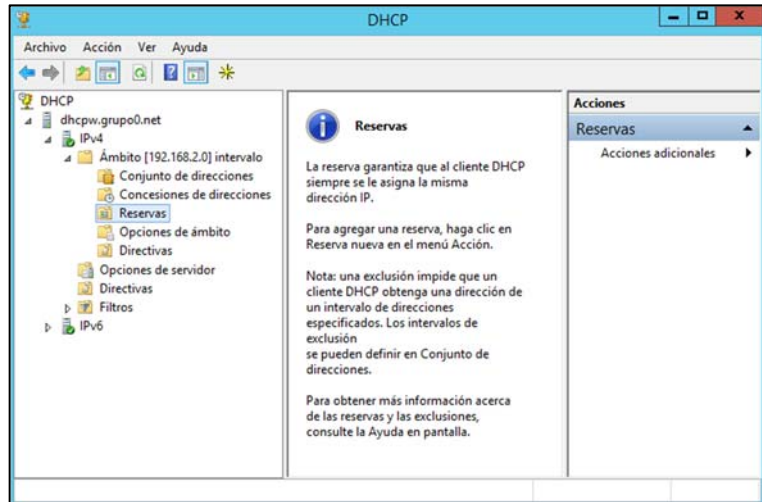 DHCP
Archivo Acción Ver Ayuda
DHCP
dhcpw.grupo0.net
IPv4
Ámbito [192.168.2.0] intervalo
Conjunto de direcciones
Concesiones de direcciones
Reservas
Opciones de ámbito
Directivas
Opciones de servidor
Directivas
Filtros
IPv6
Reservas
La reserva garantiza que al cliente DHCP
siempre se le asigna la misma
dirección IP.
Para agregar una reserva, haga clic en
Reserva nueva en el menú Acción.
Nota: una exclusión impide que un
cliente DHCP obtenga una dirección de
un intervalo de direcciones
especificados. Los intervalos de
exclusión
se pueden definir en Conjunto de
direcciones.
Para obtener más información acerca
de las reservas y las exclusiones,
consulte la Ayuda en pantalla.
Acciones
Reservas
Acciones adicionales